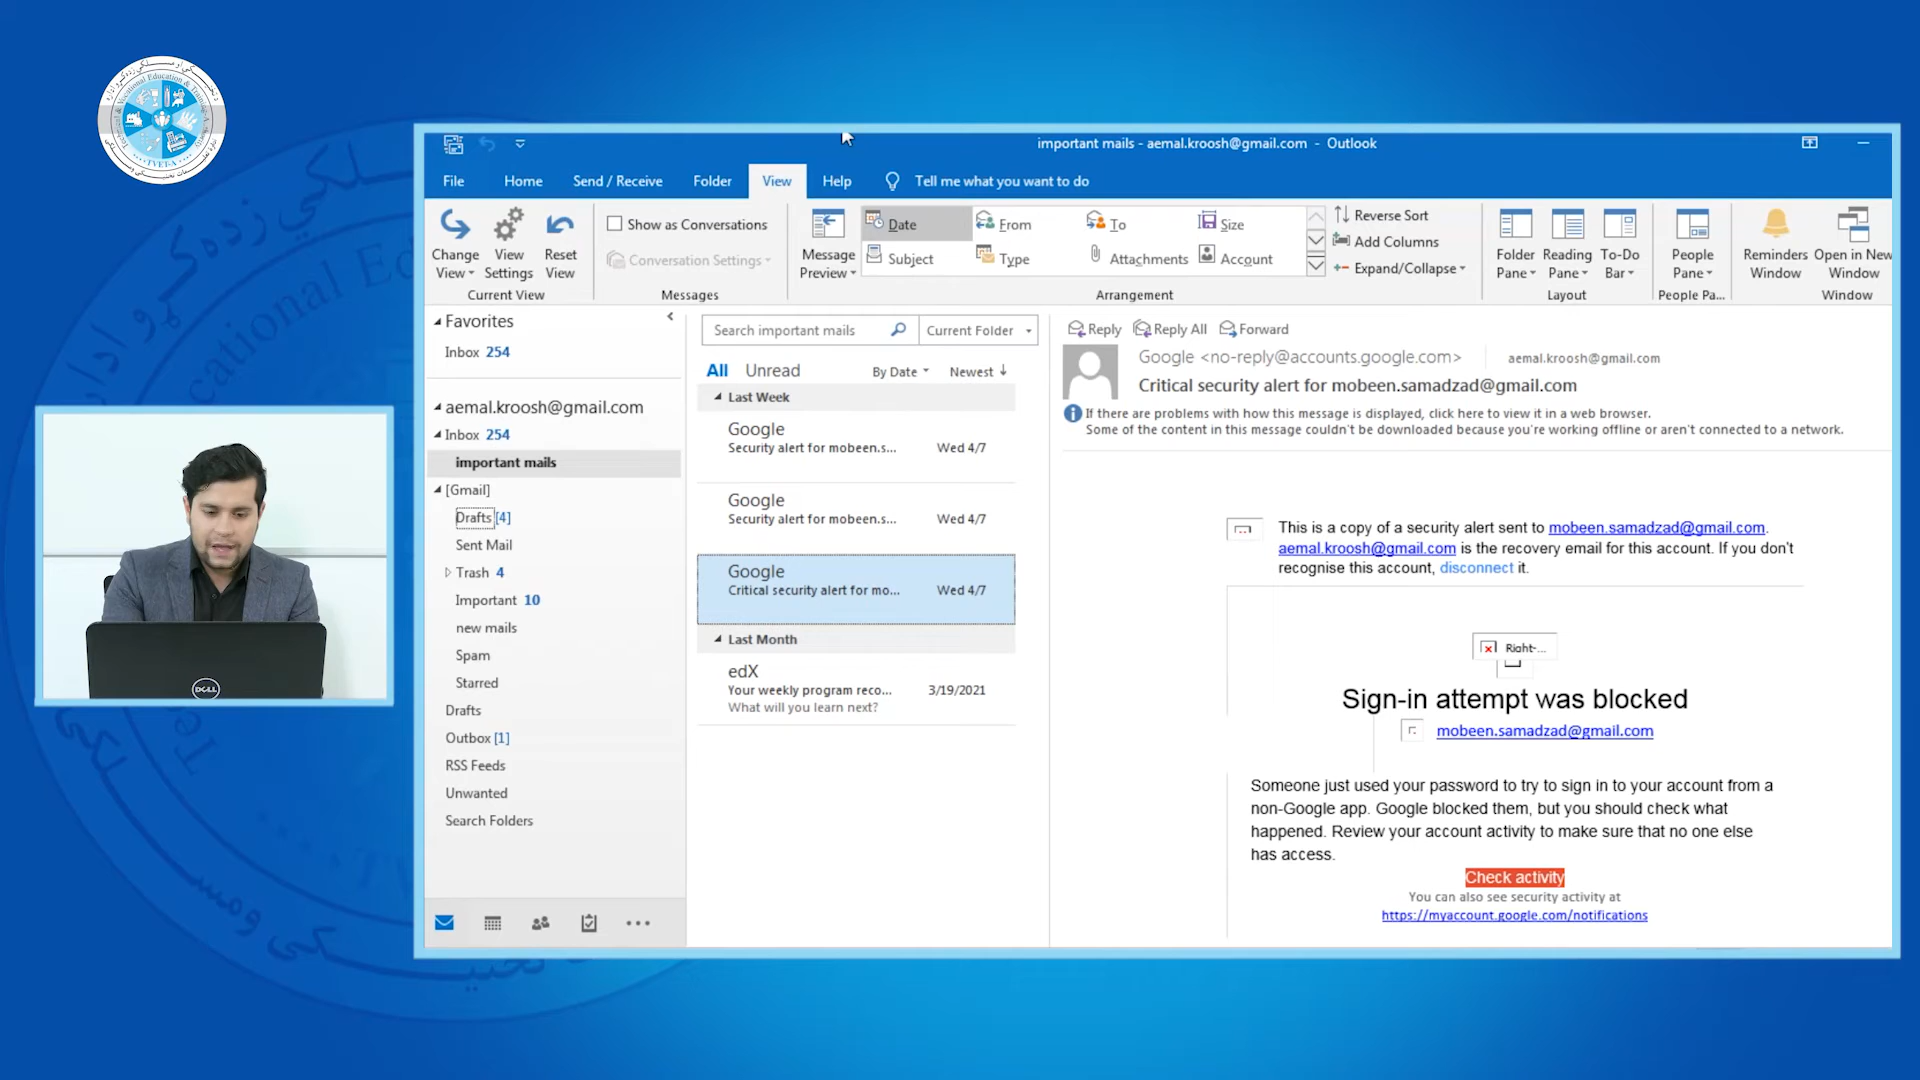 Technical & Vocational Education & Training-Authority
TVET-A
important mails - aemal.kroosh@gmail.com - Outlook
File Home Send / Receive Folder View Help Tell me what you want to do
Change View
View Settings
Reset View
Current View
Show as Conversations
Conversation Settings
Messages
Message Preview
Date From To Size
Subject Type Attachments Account
Reverse Sort
Add Columns
Expand/Collapse
Arrangement
Folder Pane
Reading Pane
To-Do Bar
Layout
People Pane
People Pa...
Reminders Window
Open in New Window
Window
Favorites
Inbox 254
aemal.kroosh@gmail.com
Inbox 254
important mails
[Gmail]
Drafts [4]
Sent Mail
Trash 4
Important 10
new mails
Spam
Starred
Drafts
Outbox [1]
RSS Feeds
Unwanted
Search Folders
Search important mails Current Folder
All Unread By Date Newest ↓
Last Week
Google
Security alert for mobeen.s... Wed 4/7
Google
Security alert for mobeen.s... Wed 4/7
Google
Critical security alert for mo... Wed 4/7
Last Month
edX
Your weekly program reco... 3/19/2021
What will you learn next?
Reply Reply All Forward
Google <no-reply@accounts.google.com> aemal.kroosh@gmail.com
Critical security alert for mobeen.samadzad@gmail.com
If there are problems with how this message is displayed, click here to view it in a web browser.
Some of the content in this message couldn't be downloaded because you're working offline or aren't connected to a network.
This is a copy of a security alert sent to mobeen.samadzad@gmail.com.
aemal.kroosh@gmail.com is the recovery email for this account. If you don't
recognise this account, disconnect it.
Right-...
Sign-in attempt was blocked
mobeen.samadzad@gmail.com
Someone just used your password to try to sign in to your account from a
non-Google app. Google blocked them, but you should check what
happened. Review your account activity to make sure that no one else
has access.
Check activity
You can also see security activity at
https://myaccount.google.com/notifications
DELL